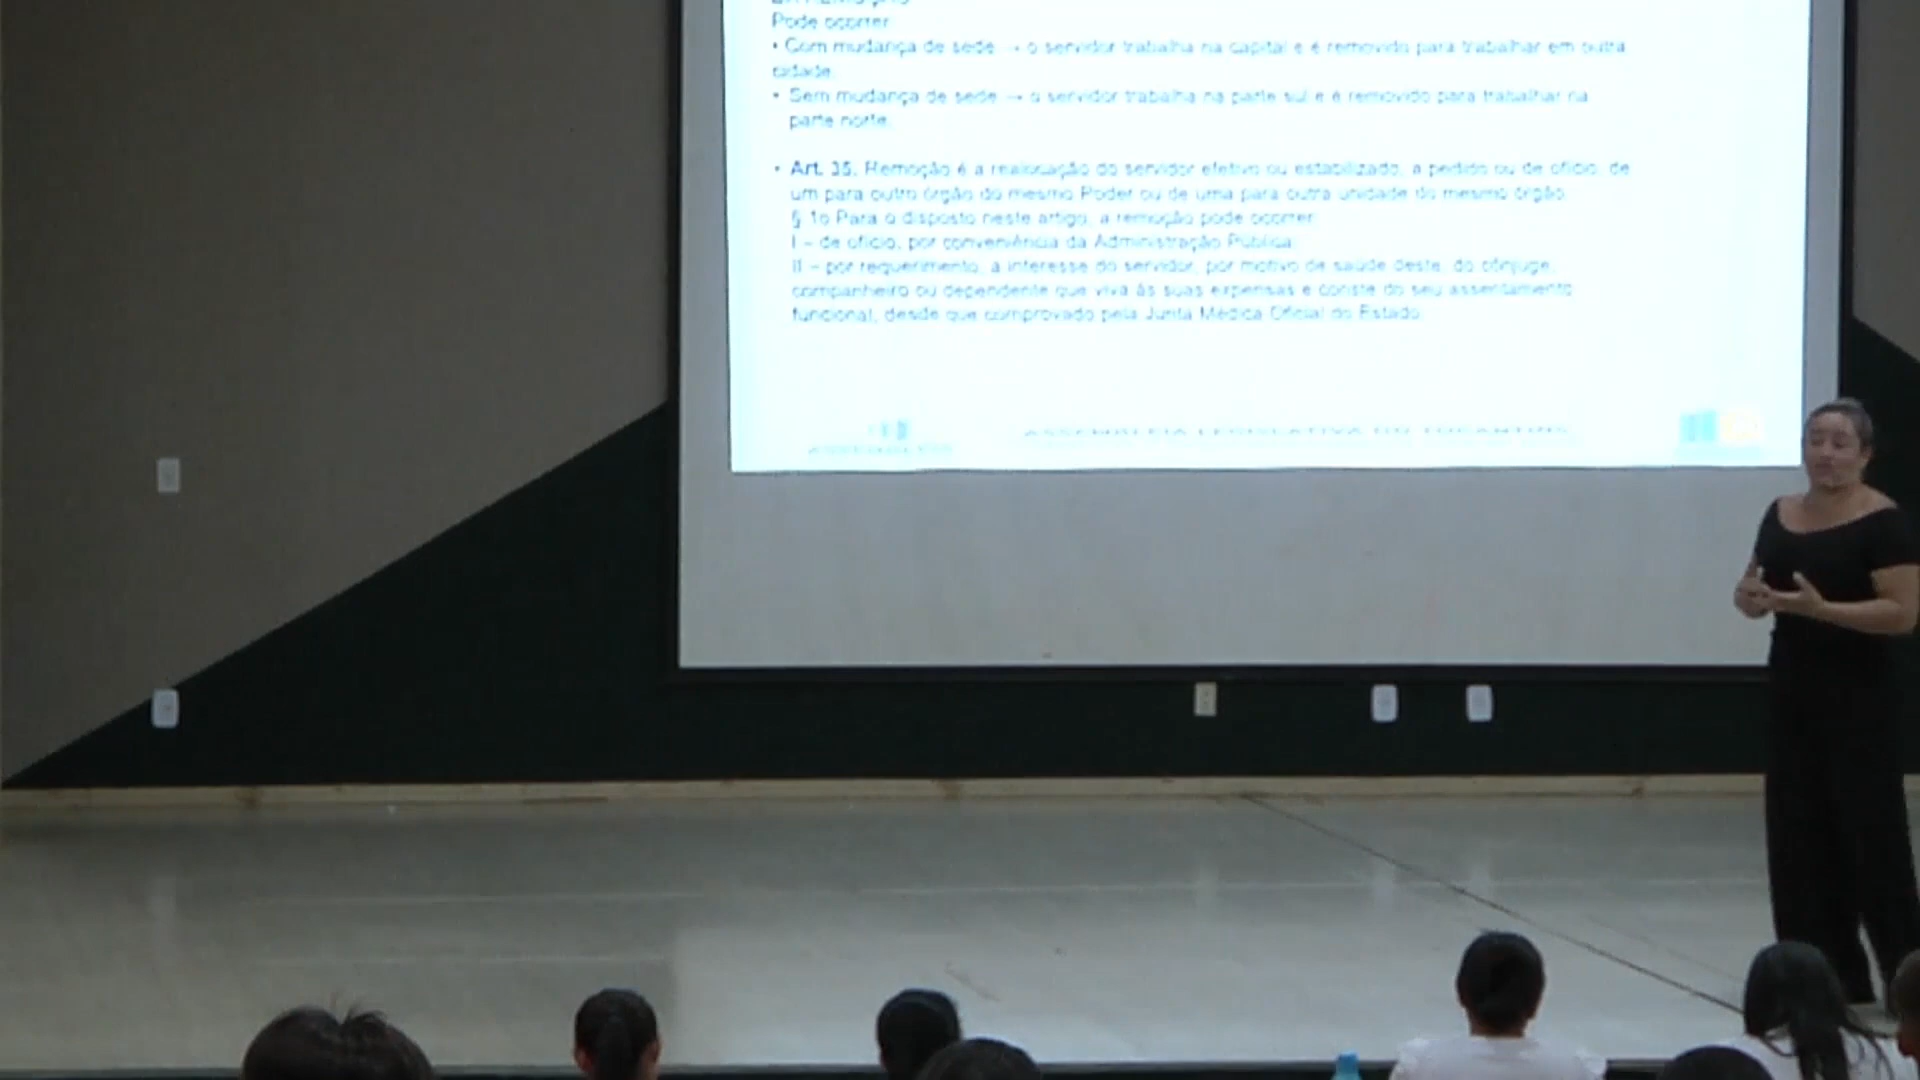 Pode ocorrer
• Com mudança de sede → o servidor trabalha na capital e é removido para trabalhar em outra
cidade.
• Sem mudança de sede → o servidor trabalha na parte sul e é removido para trabalhar na
parte norte.
• Art. 35. Remoção é a realocação do servidor efetivo ou estabilizado, a pedido ou de ofício, de
um para outro órgão do mesmo Poder ou de uma para outra unidade do mesmo órgão.
§ 1o Para o disposto neste artigo, a remoção pode ocorrer:
I – de ofício, por conveniência da Administração Pública;
II – por requerimento, a interesse do servidor, por motivo de saúde deste, do cônjuge,
companheiro ou dependente que viva às suas expensas e conste do seu assentamento
funcional, desde que comprovado pela Junta Médica Oficial do Estado.